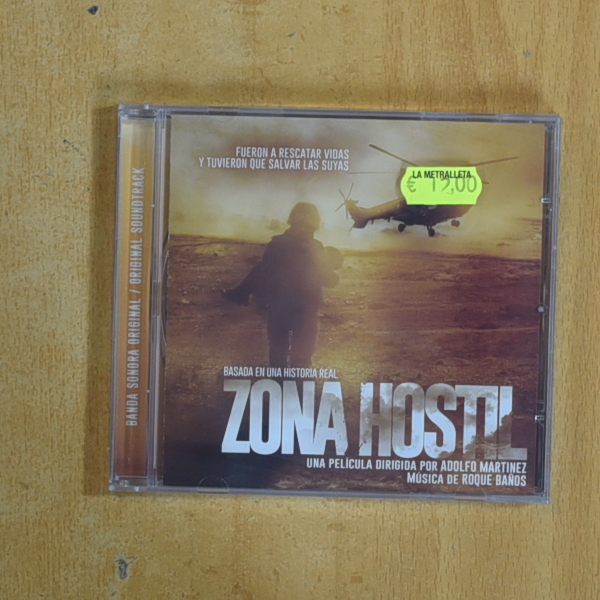 BANDA SONORA ORIGINAL / ORIGINAL SOUNDTRACK
FUERON A RESCATAR VIDAS
Y TUVIERON QUE SALVAR LAS SUYAS
LA METRALLETA
€ 15,00
BASADA EN UNA HISTORIA REAL
ZONA HOSTIL
UNA PELÍCULA DIRIGIDA POR ADOLFO MARTINEZ
MÚSICA DE ROQUE BAÑOS